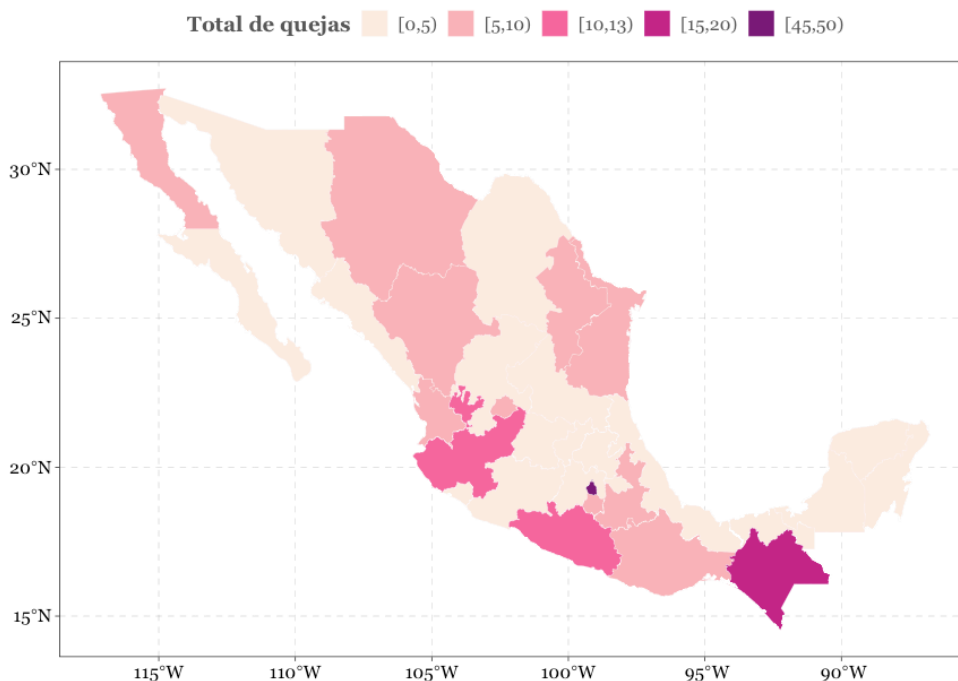 Total de quejas [0,5) [5,10) [10,13) [15,20) [45,50)
30°N
25°N
20°N
15°N
115°W 110°W 105°W 100°W 95°W 90°W